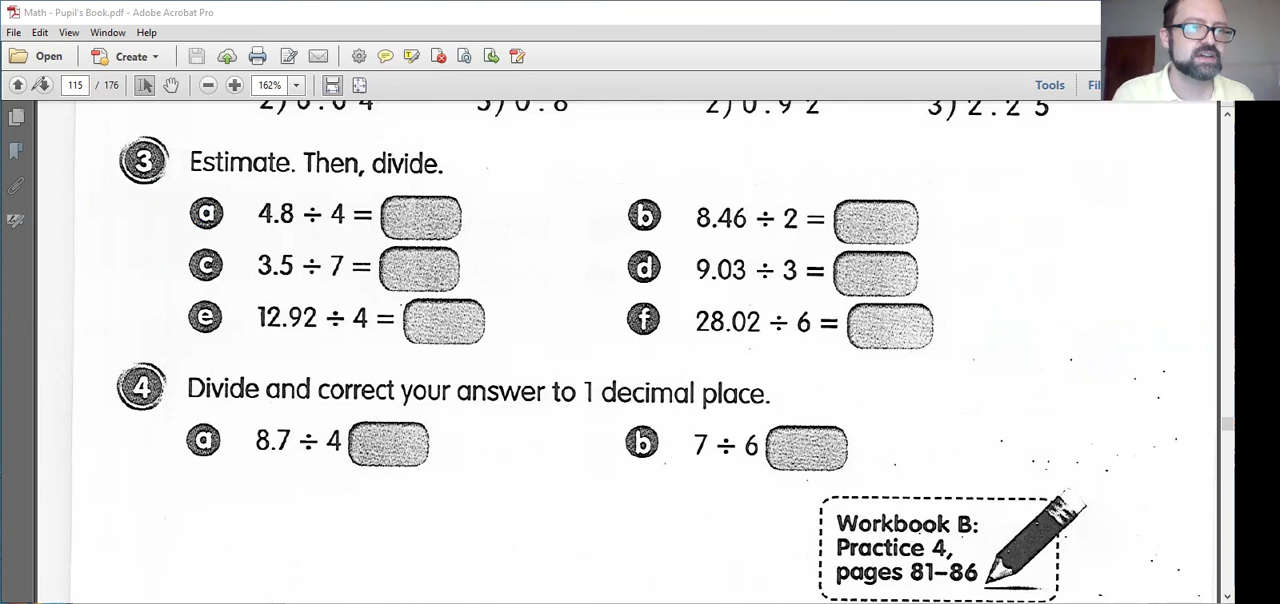 Math - Pupil's Book.pdf - Adobe Acrobat Pro
File Edit View Window Help
Open Create
115 / 176 162% Tools
3 Estimate. Then, divide.
a 4.8 ÷ 4 = b 8.46 ÷ 2 =
c 3.5 ÷ 7 = d 9.03 ÷ 3 =
e 12.92 ÷ 4 = f 28.02 ÷ 6 =
4 Divide and correct your answer to 1 decimal place.
a 8.7 ÷ 4 b 7 ÷ 6
Workbook B:
Practice 4,
pages 81–86